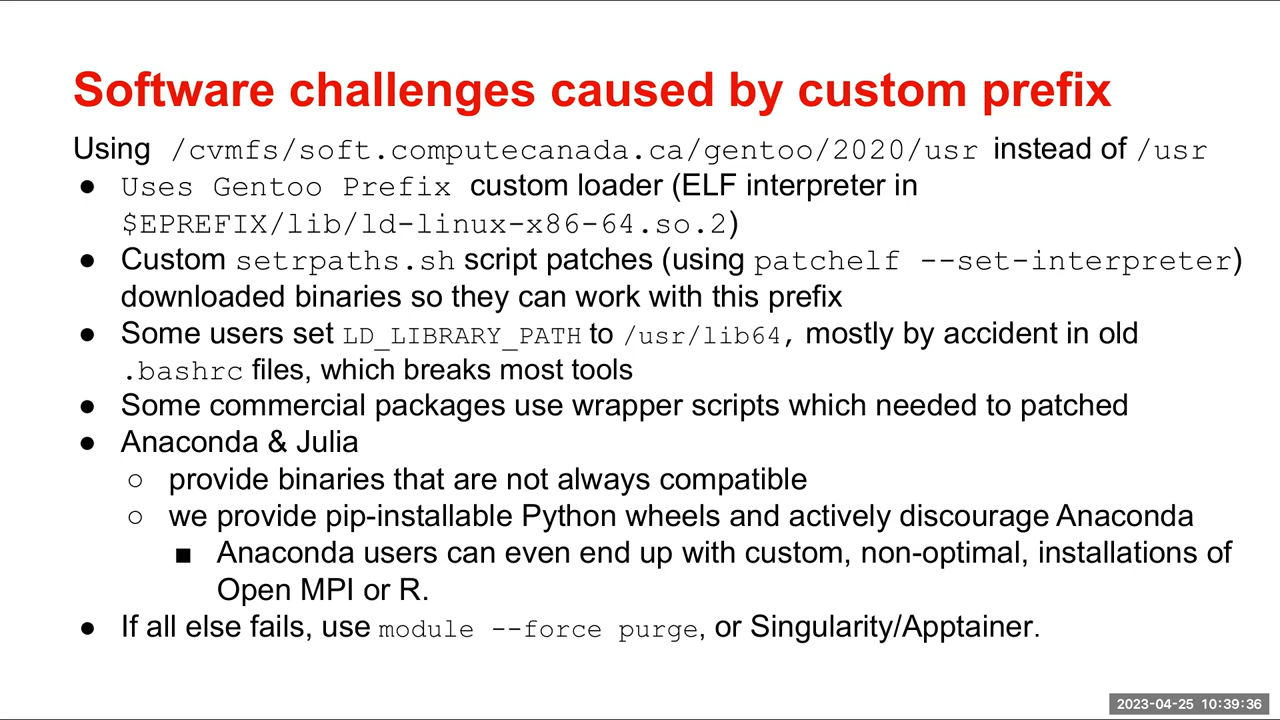 Software challenges caused by custom prefix
Using /cvmfs/soft.computecanada.ca/gentoo/2020/usr instead of /usr
● Uses Gentoo Prefix custom loader (ELF interpreter in
$EPREFIX/lib/ld-linux-x86-64.so.2)
● Custom setrpaths.sh script patches (using patchelf --set-interpreter)
downloaded binaries so they can work with this prefix
● Some users set LD_LIBRARY_PATH to /usr/lib64, mostly by accident in old
.bashrc files, which breaks most tools
● Some commercial packages use wrapper scripts which needed to patched
● Anaconda & Julia
○ provide binaries that are not always compatible
○ we provide pip-installable Python wheels and actively discourage Anaconda
■ Anaconda users can even end up with custom, non-optimal, installations of
Open MPI or R.
● If all else fails, use module --force purge, or Singularity/Apptainer.
2023-04-25 10:39:36